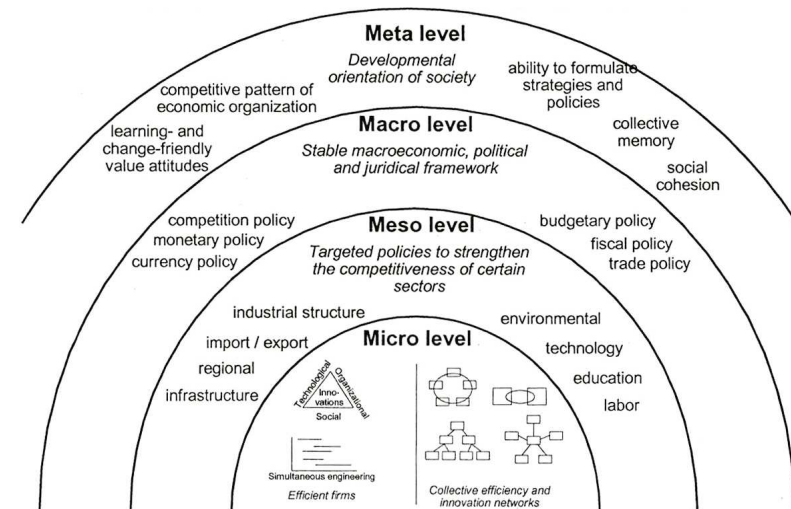 Meta level
Developmental
orientation of society
competitive pattern of
economic organization
learning- and
change-friendly
value attitudes
ability to formulate
strategies and
policies
collective
memory
social
cohesion
Macro level
Stable macroeconomic, political
and juridical framework
competition policy
monetary policy
currency policy
budgetary policy
fiscal policy
trade policy
Meso level
Targeted policies to strengthen
the competitiveness of certain
sectors
industrial structure
import / export
regional
infrastructure
environmental
technology
education
labor
Micro level
Technological
Organizational
Inno-
vations
Social
Simultaneous engineering
Efficient firms
Collective efficiency and
innovation networks